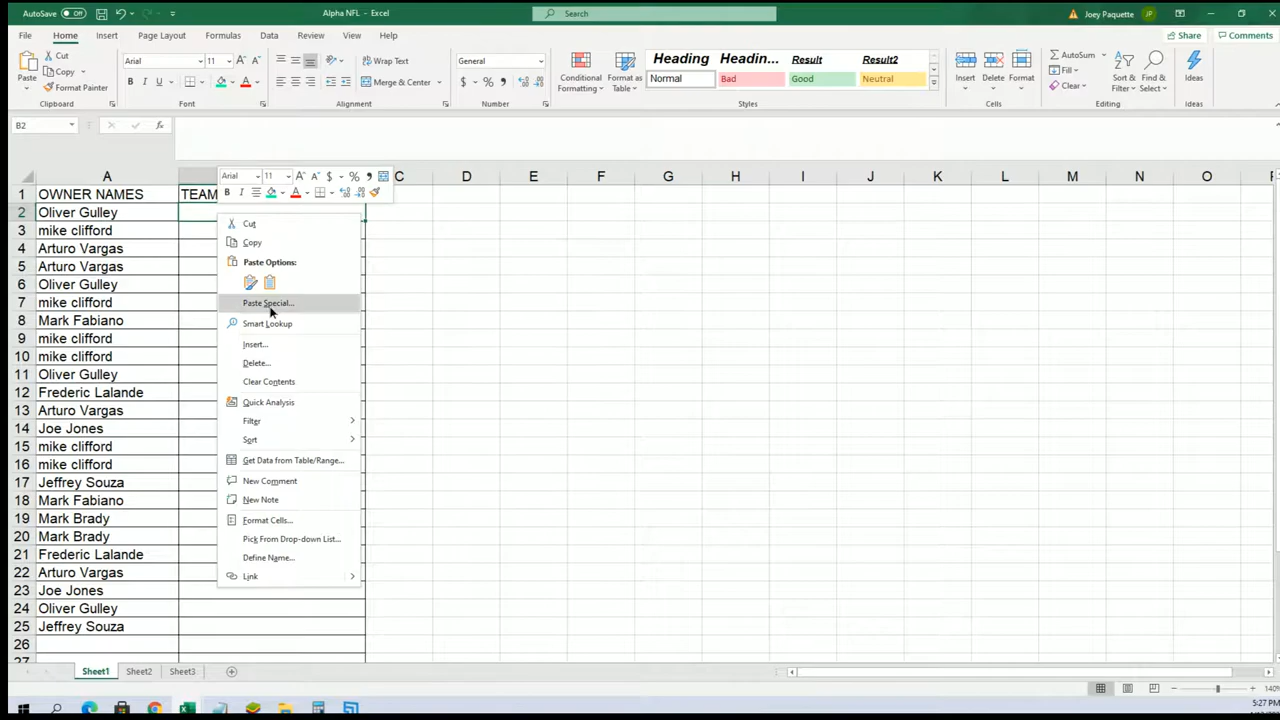 AutoSave Off
Alpha NFL - Excel
Search
Joey Paquette
JP
File Home Insert Page Layout Formulas Data Review View Help
Share Comments
Paste
Cut
Copy
Format Painter
Clipboard
Arial 11
B I U
Font
Wrap Text
Merge & Center
Alignment
General
$ % ,
Number
Conditional Formatting
Format as Table
Heading Headin... Result Result2
Normal Bad Good Neutral
Styles
Insert Delete Format
Cells
AutoSum
Fill
Clear
Sort & Filter
Find & Select
Editing
Ideas
Ideas
B2
fx
Arial 11 A A $ % ,
B I A
A C D E F G H I J K L M N O
1 OWNER NAMES TEAM
2 Oliver Gulley
3 mike clifford
4 Arturo Vargas
5 Arturo Vargas
6 Oliver Gulley
7 mike clifford
8 Mark Fabiano
9 mike clifford
10 mike clifford
11 Oliver Gulley
12 Frederic Lalande
13 Arturo Vargas
14 Joe Jones
15 mike clifford
16 mike clifford
17 Jeffrey Souza
18 Mark Fabiano
19 Mark Brady
20 Mark Brady
21 Frederic Lalande
22 Arturo Vargas
23 Joe Jones
24 Oliver Gulley
25 Jeffrey Souza
26
27
Cut
Copy
Paste Options:
Paste Special...
Smart Lookup
Insert...
Delete...
Clear Contents
Quick Analysis
Filter
Sort
Get Data from Table/Range...
New Comment
New Note
Format Cells...
Pick From Drop-down List...
Define Name...
Link
Sheet1 Sheet2 Sheet3
140%
5:27 PM